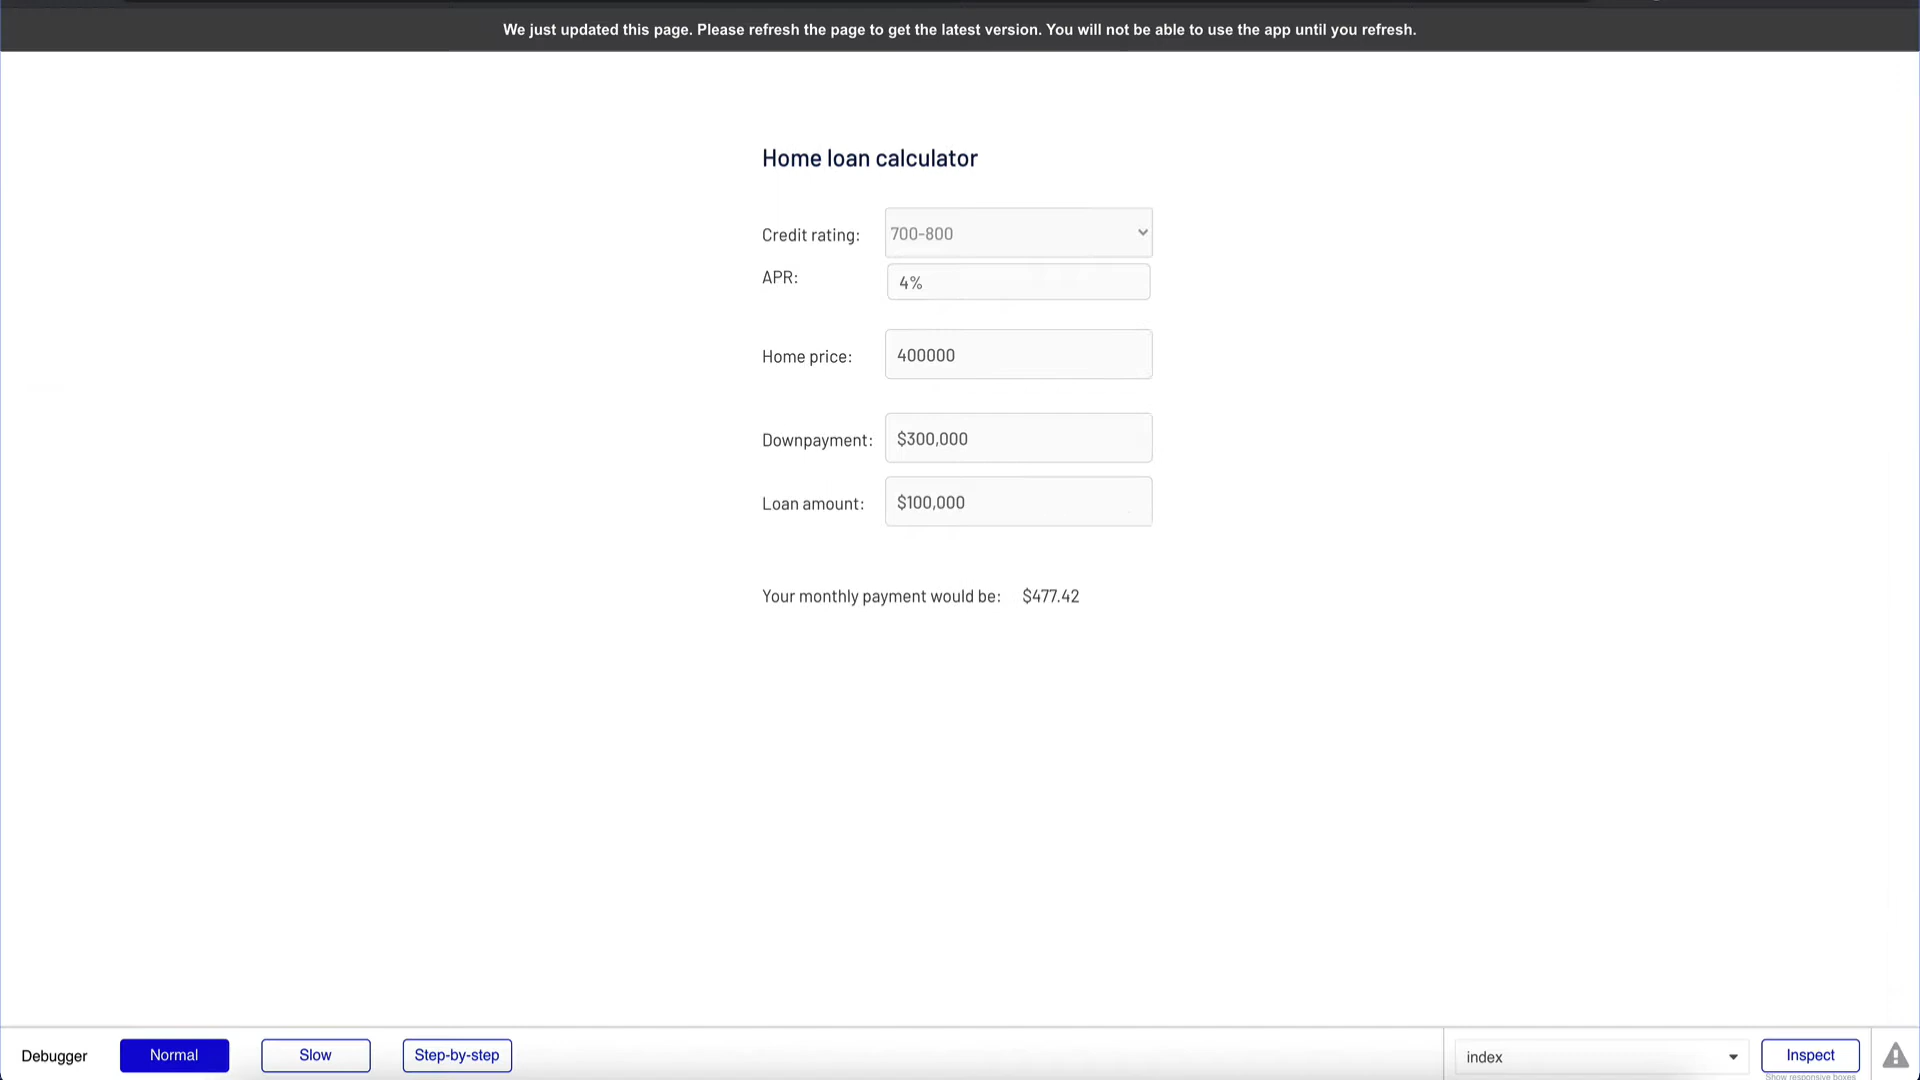 We just updated this page. Please refresh the page to get the latest version. You will not be able to use the app until you refresh.
Home loan calculator
Credit rating: 700-800
APR: 4%
Home price: 400000
Downpayment: $300,000
Loan amount: $100,000
Your monthly payment would be: $477.42
Debugger Normal Slow Step-by-step index Inspect
Show responsive boxes